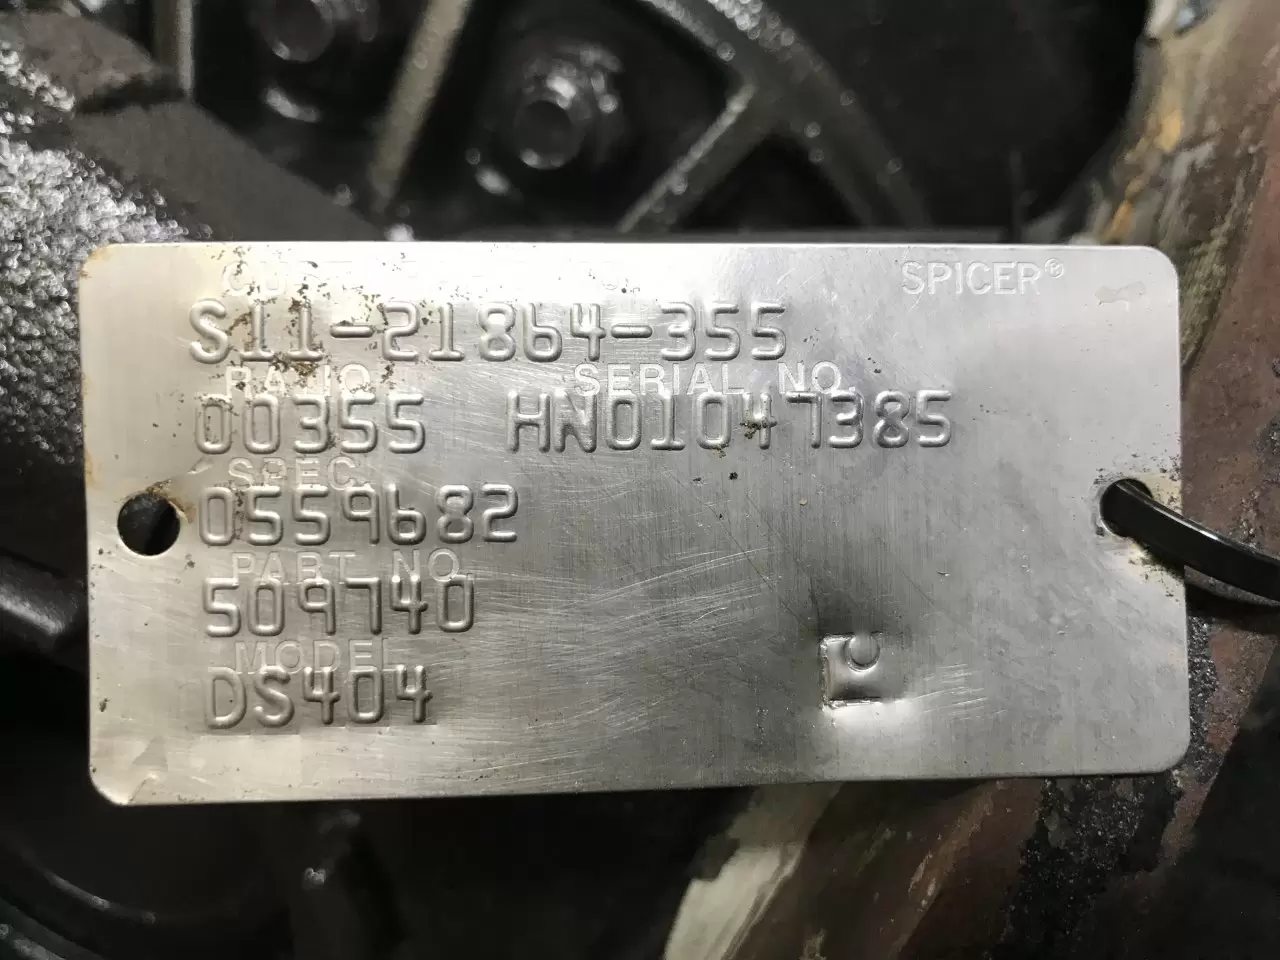 SPICER®
S11-21864-355
RATIO SERIAL NO.
00355 HN01047385
SPEC.
0559682
PART NO.
509740
MODEL
DS404